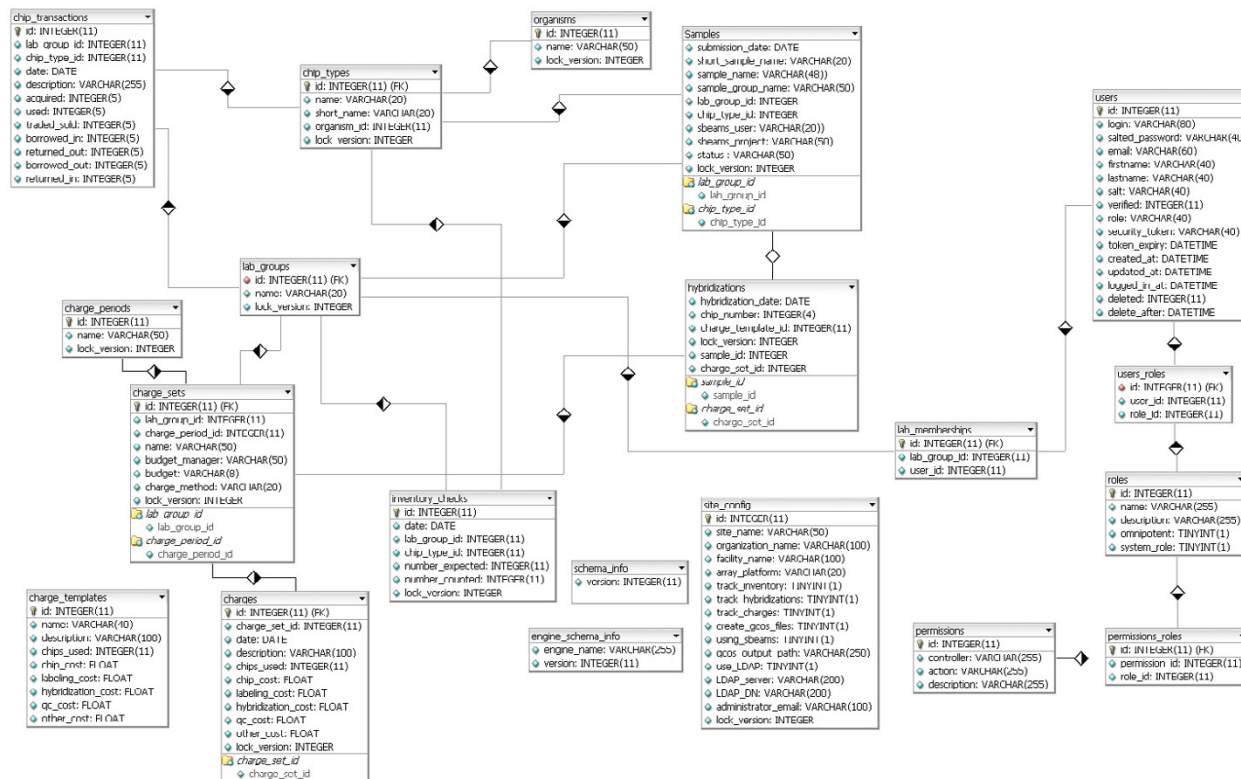 chip_transactions
id: INTEGER(11)
lab_group_id: INTEGER(11)
chip_type_id: INTEGER(11)
date: DATE
description: VARCHAR(255)
acquired: INTEGER(5)
used: INTEGER(5)
traded_sold: INTEGER(5)
borrowed_in: INTEGER(5)
returned_out: INTEGER(5)
borrowed_out: INTEGER(5)
returned_in: INTEGER(5)
organisms
id: INTEGER(11)
name: VARCHAR(50)
lock_version: INTEGER
chip_types
id: INTEGER(11) (FK)
name: VARCHAR(20)
short_name: VARCHAR(20)
organism_id: INTEGER(11)
lock_version: INTEGER
Samples
submission_date: DATE
short_sample_name: VARCHAR(20)
sample_name: VARCHAR(48))
sample_group_name: VARCHAR(50)
lab_group_id: INTEGER
chip_type_id: INTEGER
sbeams_user: VARCHAR(20))
sbeams_project: VARCHAR(50)
status : VARCHAR(50)
lock_version: INTEGER
lab_group_id
lab_group_id
chip_type_id
chip_type_id
users
id: INTEGER(11)
login: VARCHAR(80)
salted_password: VARCHAR(40
email: VARCHAR(60)
firstname: VARCHAR(40)
lastname: VARCHAR(40)
salt: VARCHAR(40)
verified: INTEGER(11)
role: VARCHAR(40)
security_token: VARCHAR(40)
token_expiry: DATETIME
created_at: DATETIME
updated_at: DATETIME
logged_in_at: DATETIME
deleted: INTEGER(11)
delete_after: DATETIME
lab_groups
id: INTEGER(11) (FK)
name: VARCHAR(20)
lock_version: INTEGER
charge_periods
id: INTEGER(11)
name: VARCHAR(50)
lock_version: INTEGER
hybridizations
hybridization_date: DATE
chip_number: INTEGER(4)
charge_template_id: INTEGER(11)
lock_version: INTEGER
sample_id: INTEGER
charge_set_id: INTEGER
sample_id
sample_id
charge_set_id
charge_set_id
charge_sets
id: INTEGER(11) (FK)
lab_group_id: INTEGER(11)
charge_period_id: INTEGER(11)
name: VARCHAR(50)
budget_manager: VARCHAR(50)
budget: VARCHAR(8)
charge_method: VARCHAR(20)
lock_version: INTEGER
lab_group_id
lab_group_id
charge_period_id
charge_period_id
users_roles
id: INTEGER(11) (FK)
user_id: INTEGER(11)
role_id: INTEGER(11)
lab_memberships
id: INTEGER(11) (FK)
lab_group_id: INTEGER(11)
user_id: INTEGER(11)
inventory_checks
id: INTEGER(11)
date: DATE
lab_group_id: INTEGER(11)
chip_type_id: INTEGER(11)
number_expected: INTEGER(11)
number_counted: INTEGER(11)
lock_version: INTEGER
site_config
id: INTEGER(11)
site_name: VARCHAR(50)
organization_name: VARCHAR(100)
facility_name: VARCHAR(100)
array_platform: VARCHAR(20)
track_inventory: TINYINT(1)
track_hybridizations: TINYINT(1)
track_charges: TINYINT(1)
create_gcos_files: TINYINT(1)
using_sbeams: TINYINT(1)
gcos_output_path: VARCHAR(250)
use_LDAP: TINYINT(1)
LDAP_server: VARCHAR(200)
LDAP_DN: VARCHAR(200)
administrator_email: VARCHAR(100)
lock_version: INTEGER
roles
id: INTEGER(11)
name: VARCHAR(255)
description: VARCHAR(255)
omnipotent: TINYINT(1)
system_role: TINYINT(1)
schema_info
version: INTEGER(11)
charge_templates
id: INTEGER(11)
name: VARCHAR(40)
description: VARCHAR(100)
chips_used: INTEGER(11)
chip_cost: FLOAT
labeling_cost: FLOAT
hybridization_cost: FLOAT
qc_cost: FLOAT
other_cost: FLOAT
charges
id: INTEGER(11) (FK)
charge_set_id: INTEGER(11)
date: DATE
description: VARCHAR(100)
chips_used: INTEGER(11)
chip_cost: FLOAT
labeling_cost: FLOAT
hybridization_cost: FLOAT
qc_cost: FLOAT
other_cost: FLOAT
lock_version: INTEGER
charge_set_id
charge_set_id
engine_schema_info
engine_name: VARCHAR(255)
version: INTEGER(11)
permissions
id: INTEGER(11)
controller: VARCHAR(255)
action: VARCHAR(255)
description: VARCHAR(255)
permissions_roles
id: INTEGER(11) (FK)
permission_id: INTEGER(11)
role_id: INTEGER(11)